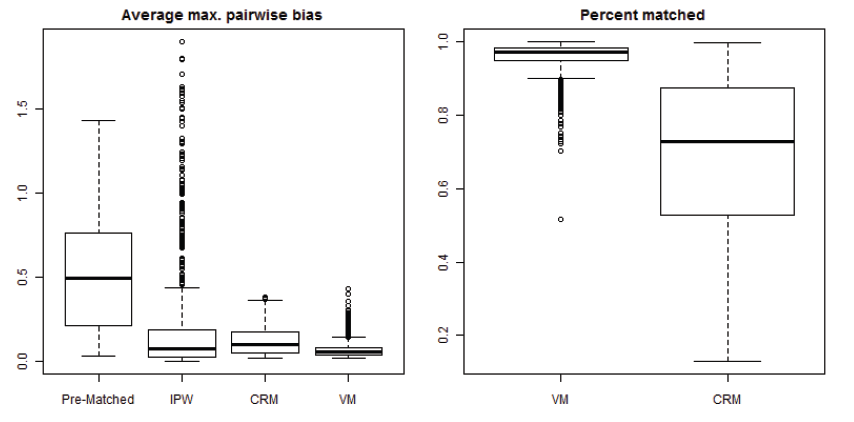 Average max. pairwise bias
0.0 0.5 1.0 1.5
Pre-Matched IPW CRM VM
Percent matched
0.2 0.4 0.6 0.8 1.0
VM CRM